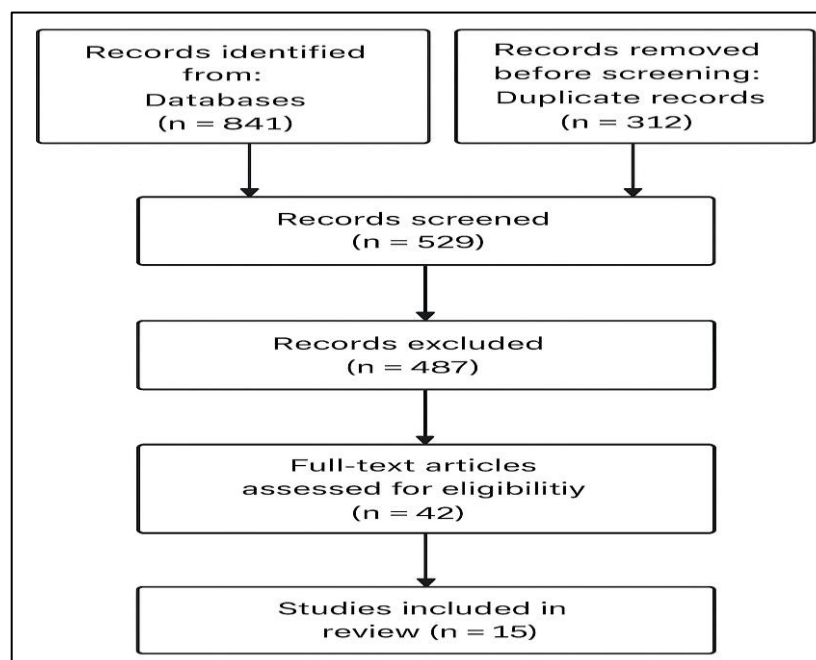 Records identified
from:
Databases
(n = 841)
Records removed
before screening:
Duplicate records
(n = 312)
Records screened
(n = 529)
Records excluded
(n = 487)
Full-text articles
assessed for eligibilitiy
(n = 42)
Studies included in
review (n = 15)